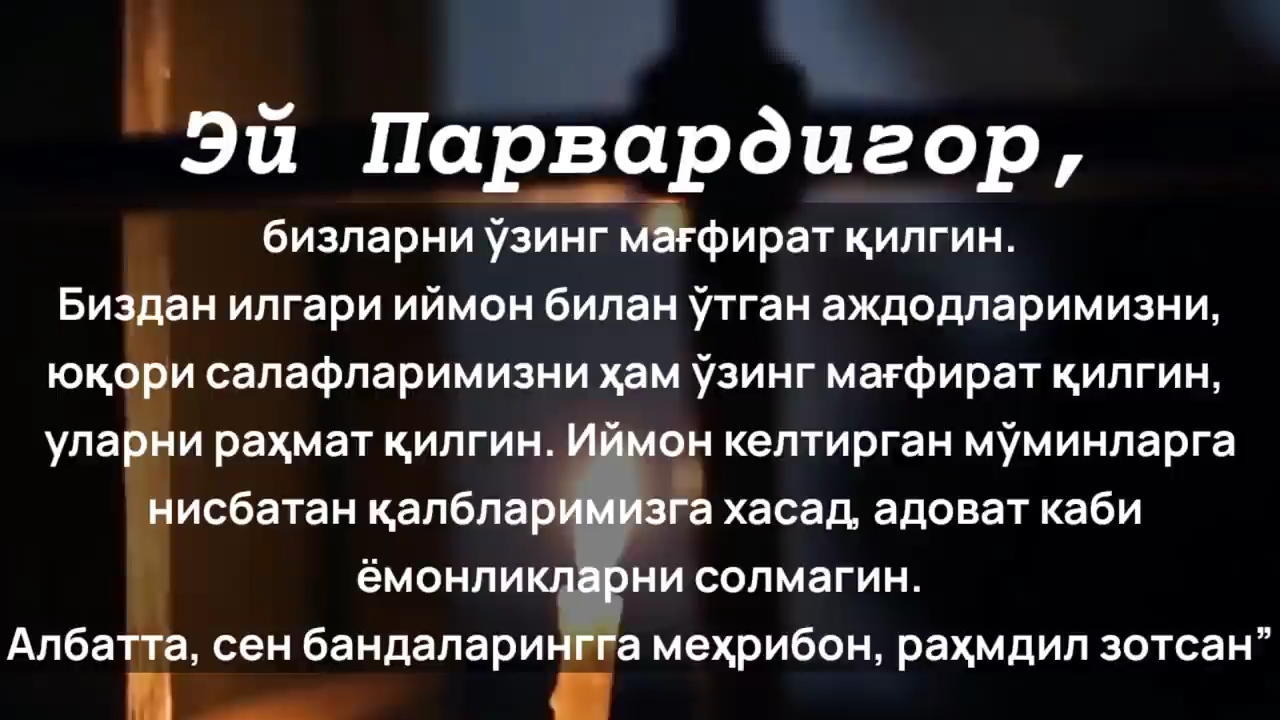 Эй Парвардигор,
бизларни ўзинг мағфират қилгин.
Биздан илгари иймон билан ўтган аждодларимизни,
юқори салафларимизни ҳам ўзинг мағфират қилгин,
уларни раҳмат қилгин. Иймон келтирган мўминларга
нисбатан қалбларимизга хасад, адоват каби
ёмонликларни солмагин.
Албатта, сен бандаларингга меҳрибон, раҳмдил зотсан”